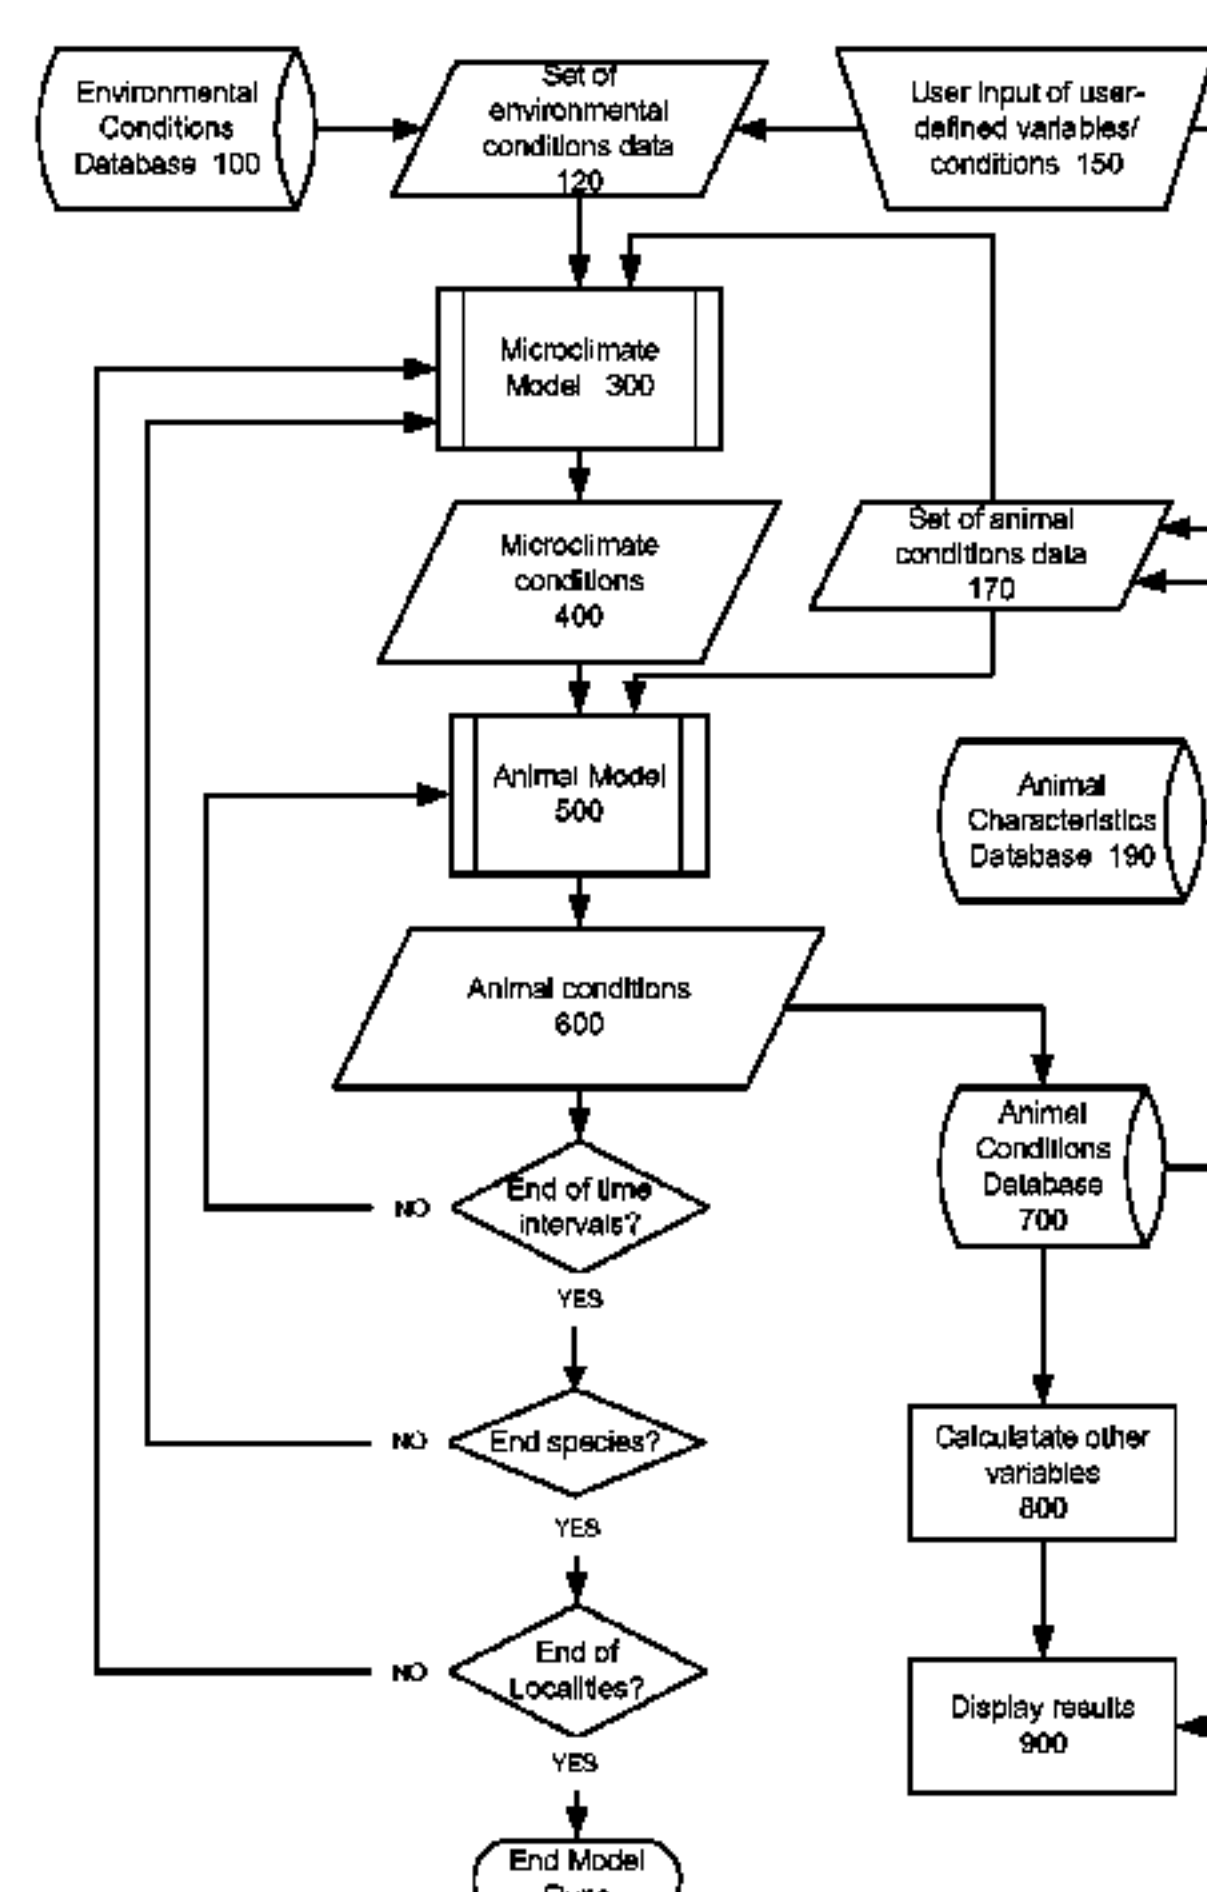 Environmental
Conditions
Database 100
Set of
environmental
conditions data
120
User Input of user-
defined variables/
conditions 150
Microclimate
Model 300
Microclimate
conditions
400
Set of animal
conditions data
170
Animal Model
500
Animal
Characteristics
Database 190
Animal conditions
600
Animal
Conditions
Database
700
End of time
intervals?
NO
YES
End species?
NO
YES
Calculatate other
variables
800
End of
Localities?
NO
YES
Display results
900
End Model